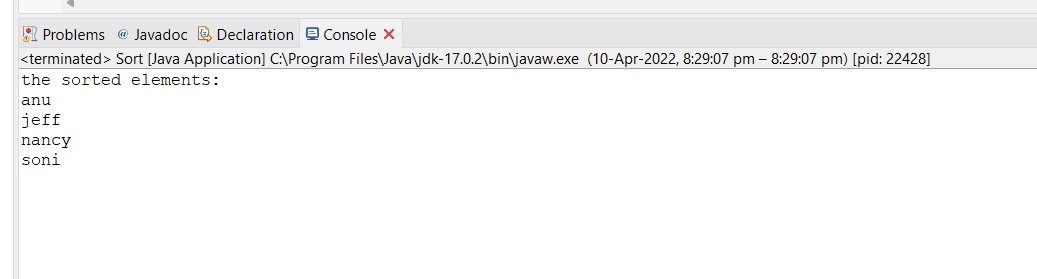 Problems @ Javadoc Declaration Console
<terminated> Sort [Java Application] C:\Program Files\Java\jdk-17.0.2\bin\javaw.exe (10-Apr-2022, 8:29:07 pm – 8:29:07 pm) [pid: 22428]
the sorted elements:
anu
jeff
nancy
soni